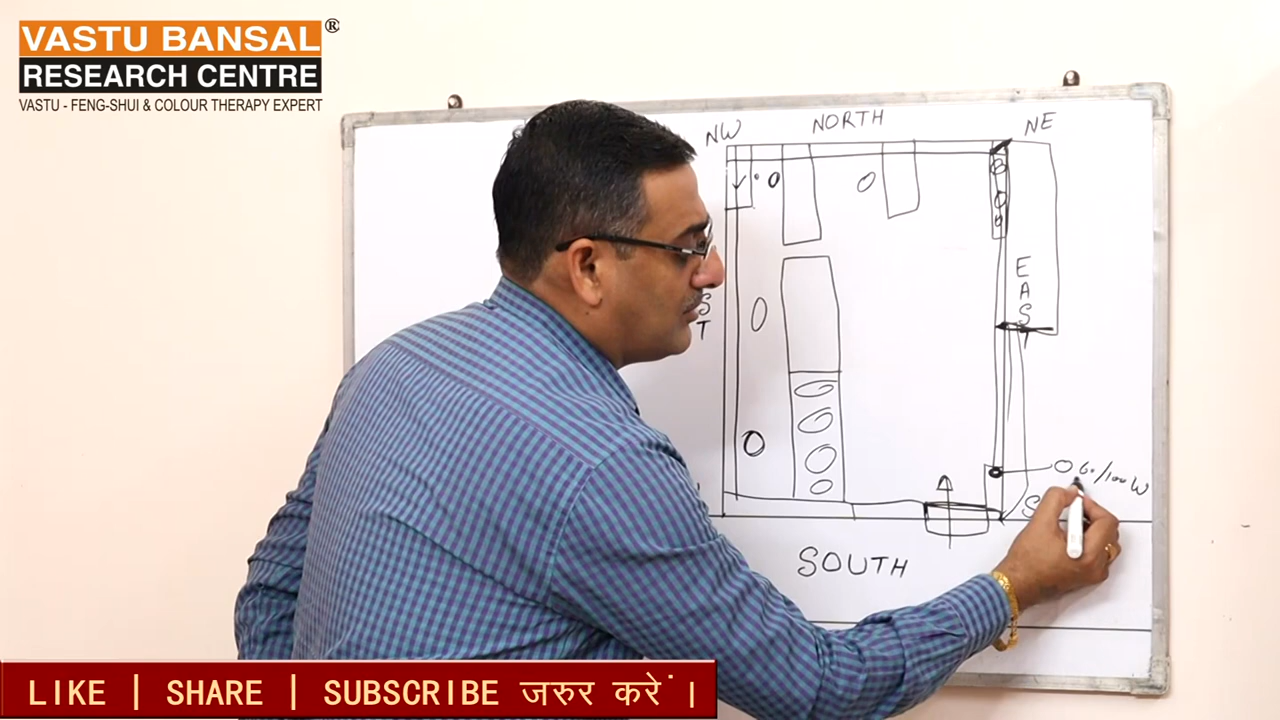 VASTU BANSAL®
RESEARCH CENTRE
VASTU - FENG-SHUI & COLOUR THERAPY EXPERT
NW
NORTH
NE
EAST
ST
60/100 W
S
SOUTH
LIKE | SHARE | SUBSCRIBE जरुर करें |